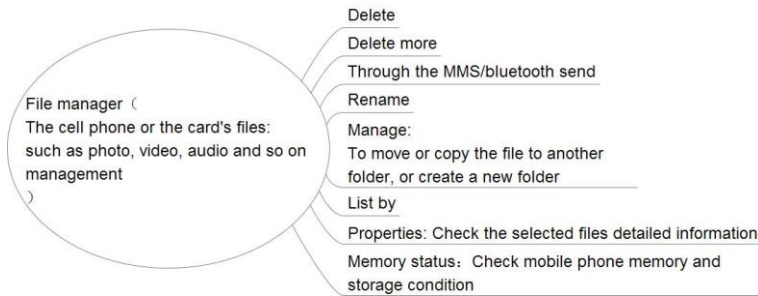 File manager（
The cell phone or the card's files:
such as photo, video, audio and so on
management
）
Delete
Delete more
Through the MMS/bluetooth send
Rename
Manage:
To move or copy the file to another
folder, or create a new folder
List by
Properties: Check the selected files detailed information
Memory status：Check mobile phone memory and
storage condition